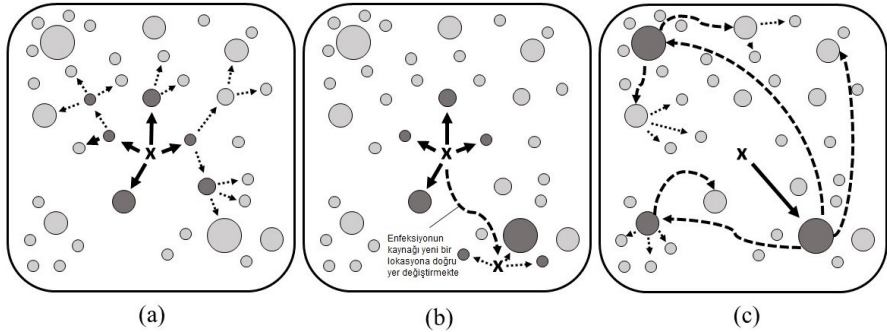 X
X
Enfeksiyonun
kaynağı yeni bir
lokasyona doğru
yer değiştirmekte
X
X
(a)
(b)
(c)